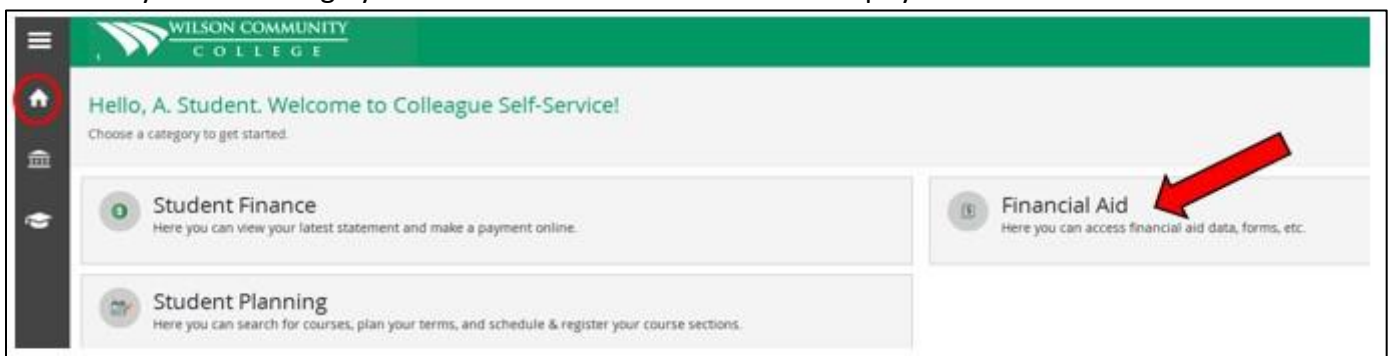 WILSON COMMUNITY
COLLEGE
Hello, A. Student. Welcome to Colleague Self-Service!
Choose a category to get started.
Student Finance
Here you can view your latest statement and make a payment online.
Financial Aid
Here you can access financial aid data, forms, etc.
Student Planning
Here you can search for courses, plan your terms, and schedule & register your course sections.